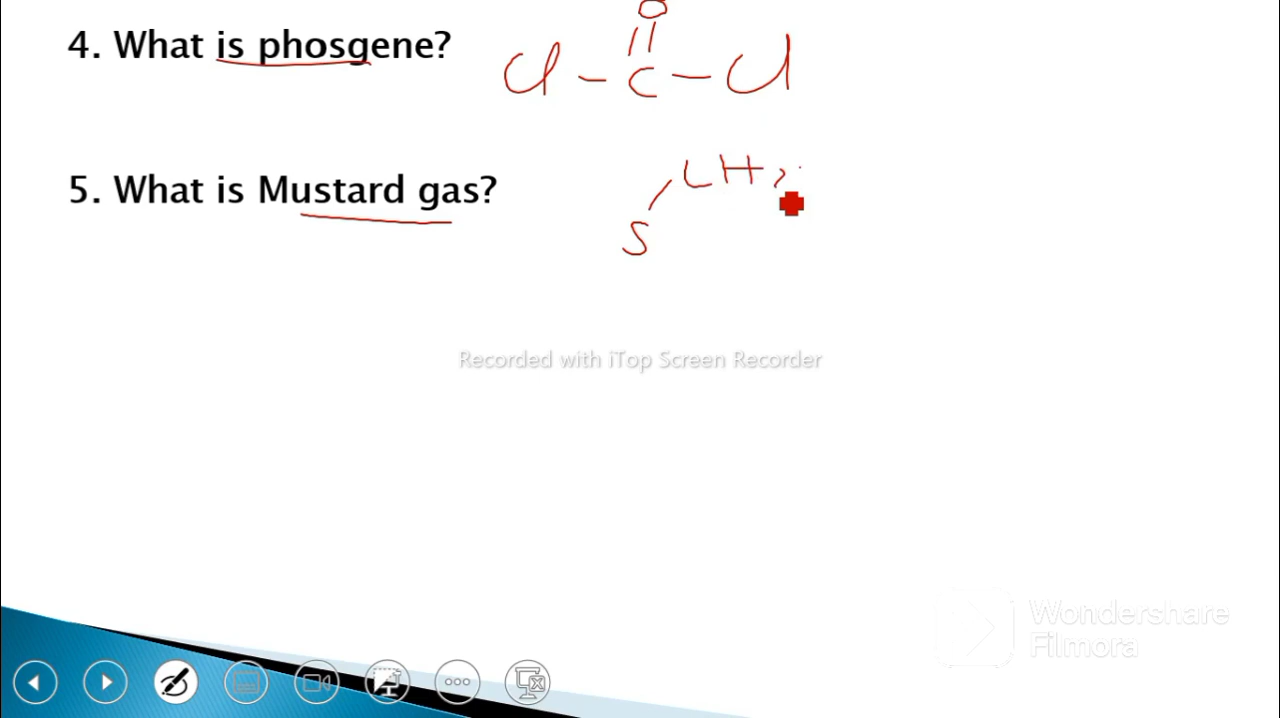 O
||
4. What is phosgene? Cl - C - Cl
CH2
5. What is Mustard gas?
S
Recorded with iTop Screen Recorder
Wondershare
Filmora